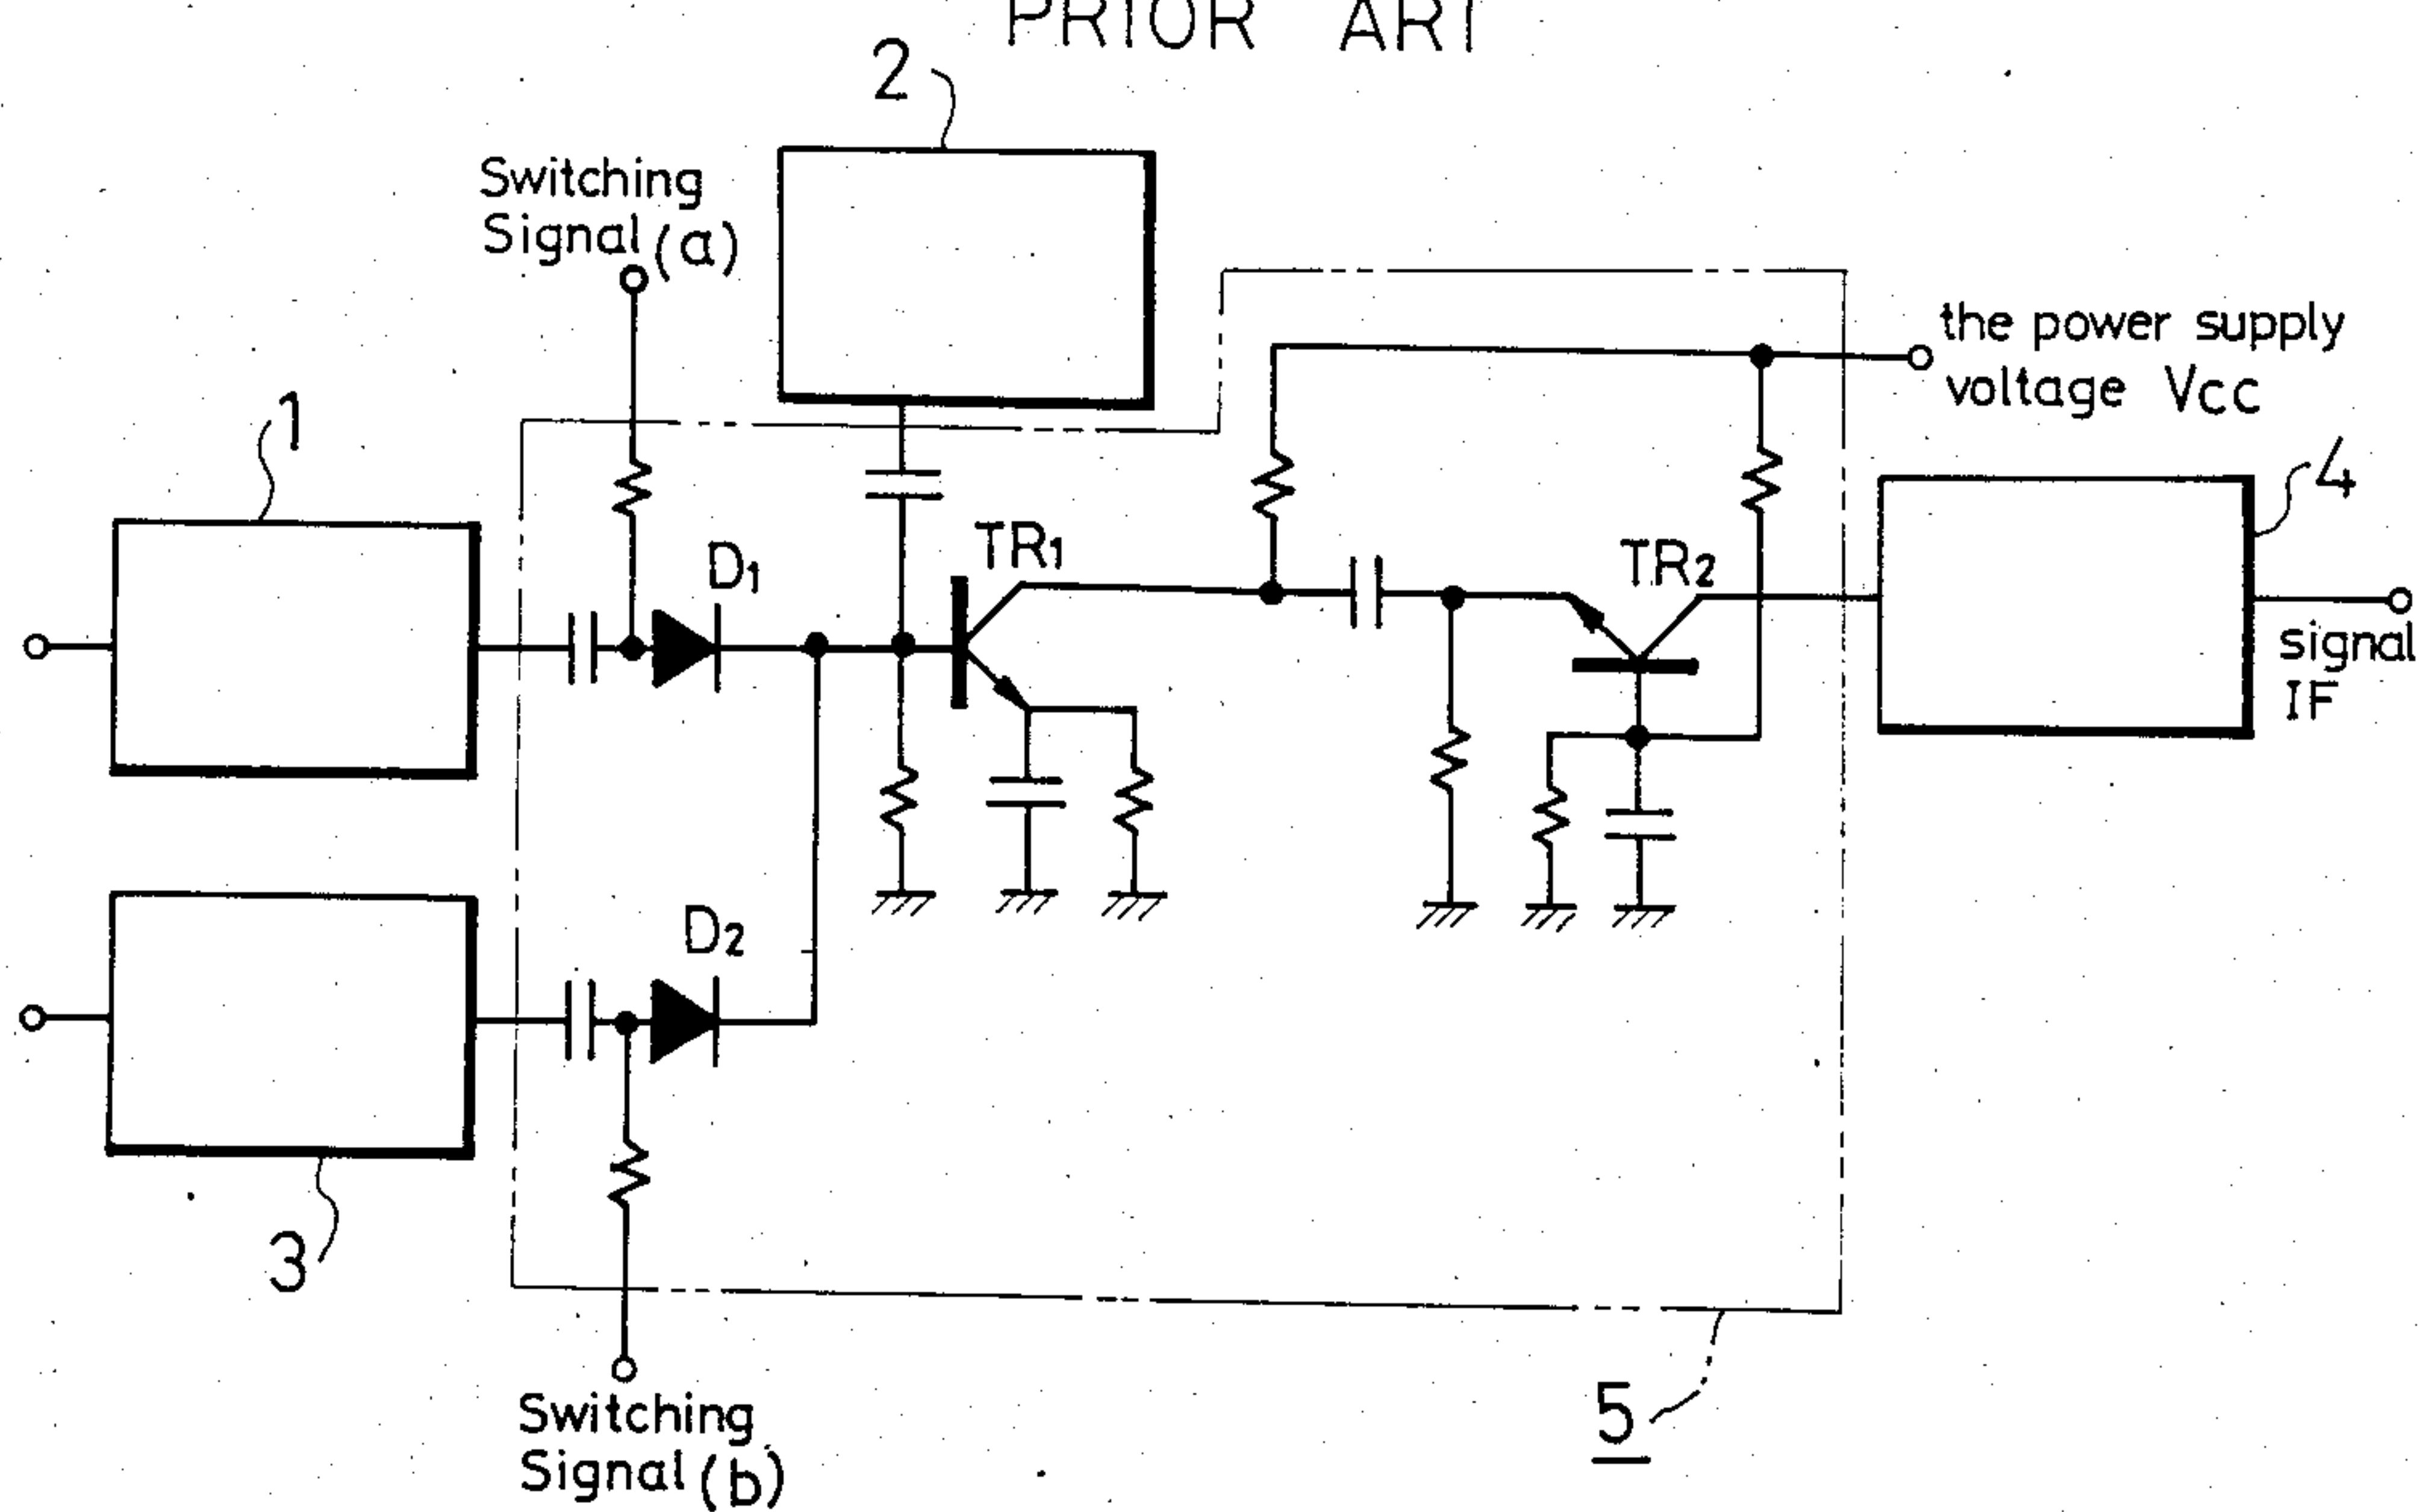 PRIOR ART
2
Switching
Signal (a)
the power supply
voltage Vcc
1
4
D1
TR1
TR2
signal
IF
D2
3
5
Switching
Signal (b)